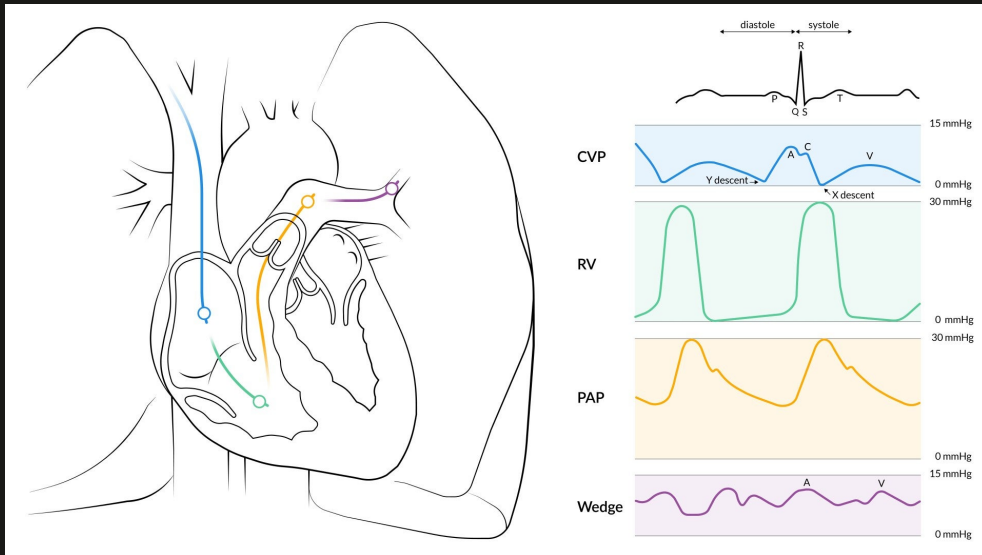 diastole systole
R
P T
Q S
15 mmHg
CVP
A C V
Y descent
0 mmHg
X descent
30 mmHg
RV
0 mmHg
30 mmHg
PAP
0 mmHg
15 mmHg
A V
Wedge
0 mmHg